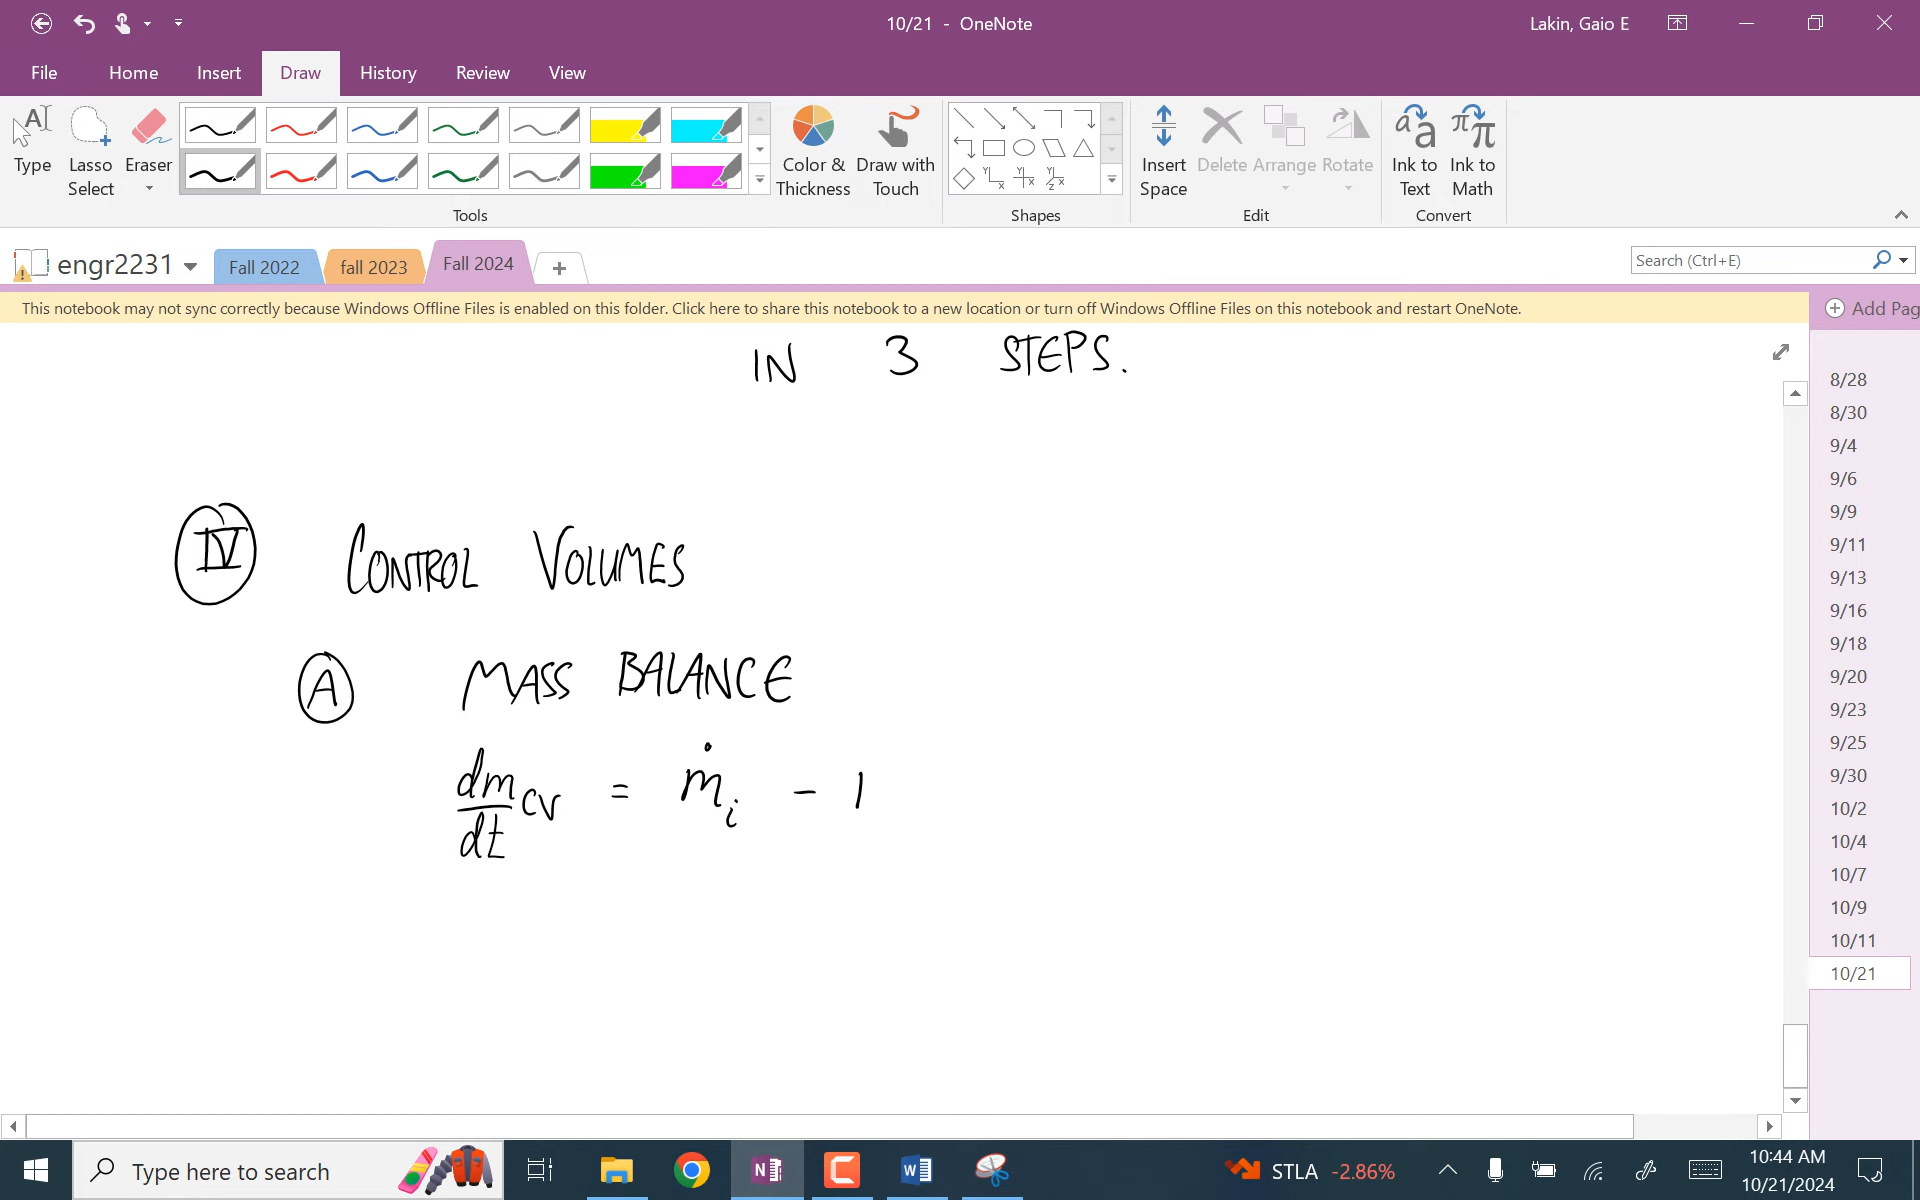 10/21 - OneNote
Lakin, Gaio E
File Home Insert Draw History Review View
Type
Lasso Select
Eraser
Color & Thickness
Draw with Touch
Insert Space
Delete
Arrange
Rotate
Ink to Text
Ink to Math
Tools
Shapes
Edit
Convert
engr2231
Fall 2022
fall 2023
Fall 2024
Search (Ctrl+E)
This notebook may not sync correctly because Windows Offline Files is enabled on this folder. Click here to share this notebook to a new location or turn off Windows Offline Files on this notebook and restart OneNote.
Add Pag
IN 3 STEPS.
IV CONTROL VOLUMES
A MASS BALANCE
dm/dt CV = ṁi - 1
8/28
8/30
9/4
9/6
9/9
9/11
9/13
9/16
9/18
9/20
9/23
9/25
9/30
10/2
10/4
10/7
10/9
10/11
10/21
Type here to search
STLA -2.86%
10:44 AM
10/21/2024